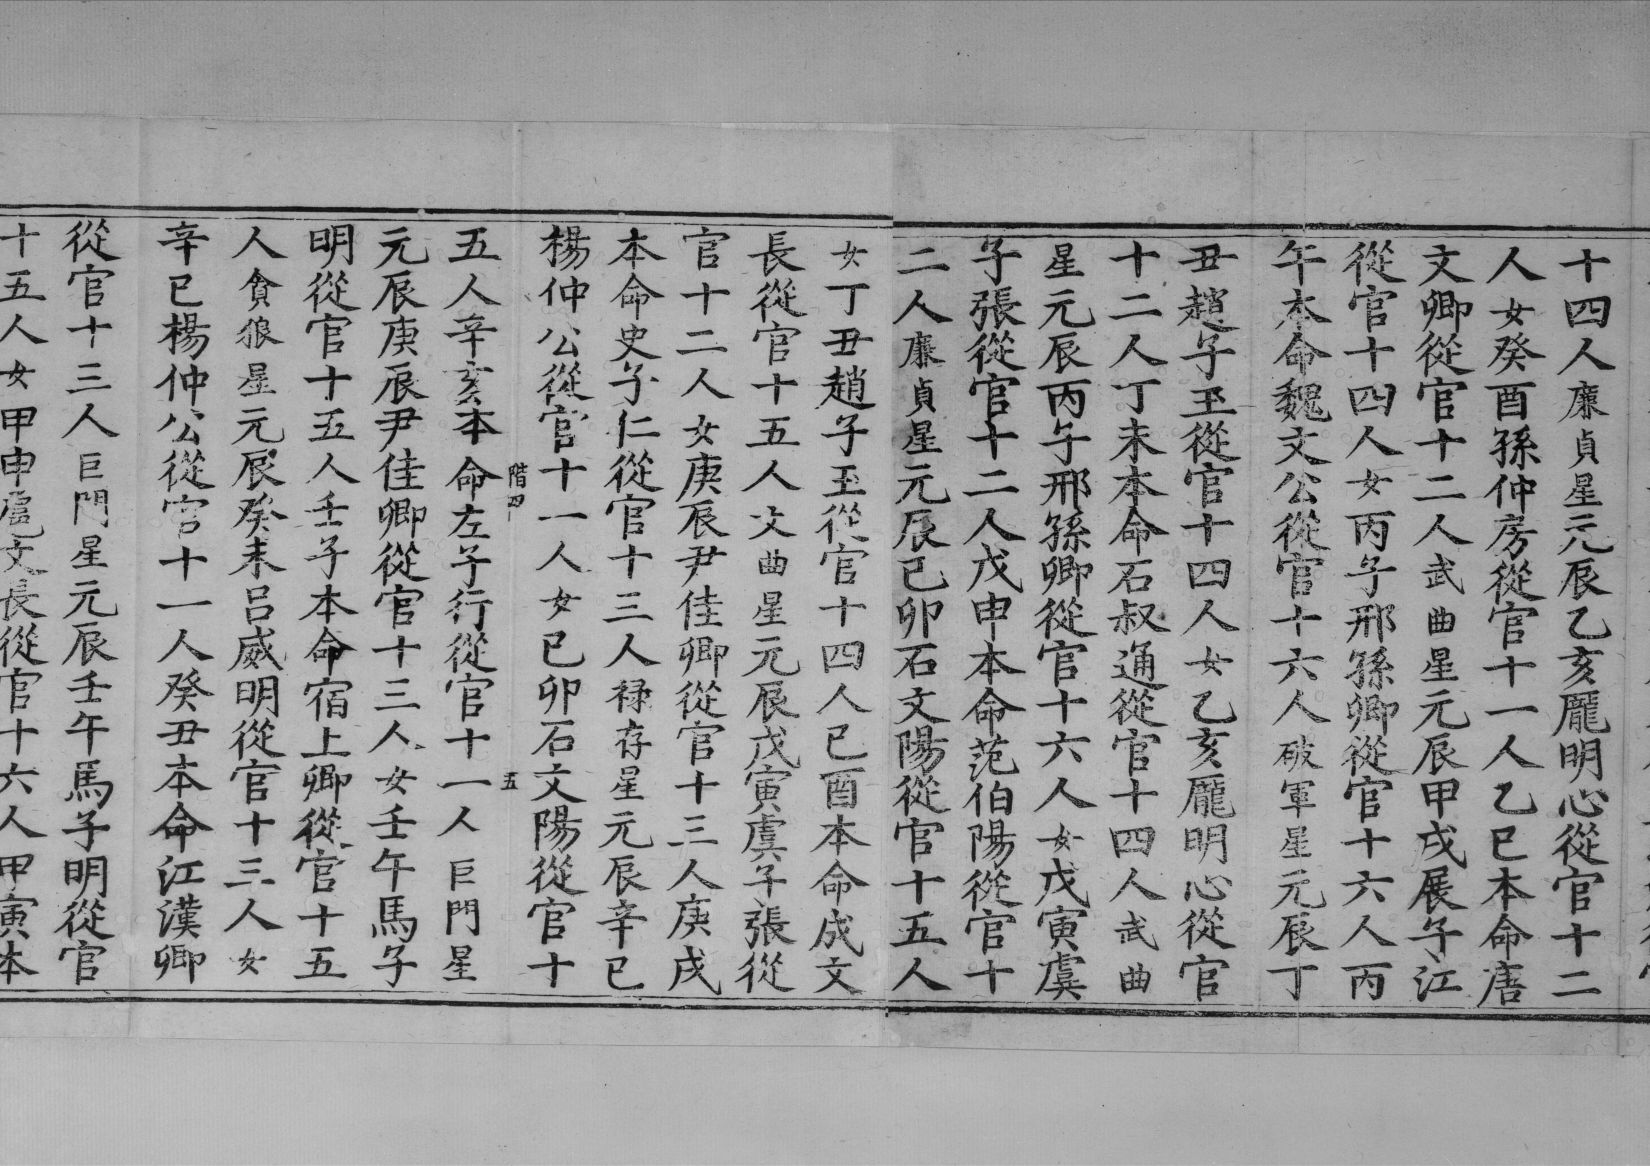 十四人廉貞星元辰乙亥龎明心從官十二
人女癸酉孫仲房從官十一人乙巳本命唐
文卿從官十二人武曲星元辰甲戌展子江
從官十四人女丙子邢孫卿從官十六人丙
午本命魏文公從官十六人破軍星元辰丁
丑趙子玉從官十四人女乙亥龎明心從官
十二人丁未本命石叔通從官十四人武曲
星元辰丙子邢孫卿從官十六人女戊寅虞
子張從官十二人戊申本命范伯陽從官十
二人廉貞星元辰己卯石文陽從官十五人
女丁丑趙子玉從官十四人己酉本命成文
長從官十五人文曲星元辰戊寅虞子張從
官十二人女庚辰尹佳卿從官十三人庚戌
本命史子仁從官十三人禄存星元辰辛巳
楊仲公從官十一人女己卯石文陽從官十
階四
五
五人辛亥本命左子行從官十一人巨門星
元辰庚辰尹佳卿從官十三人女壬午馬子
明從官十五人壬子本命宿上卿從官十五
人貪狼星元辰癸未吕威明從官十三人女
辛巳楊仲公從官十一人癸丑本命江漢卿
從官十三人巨門星元辰壬午馬子明從官
十五人女甲申扈文長從官十六人甲寅本